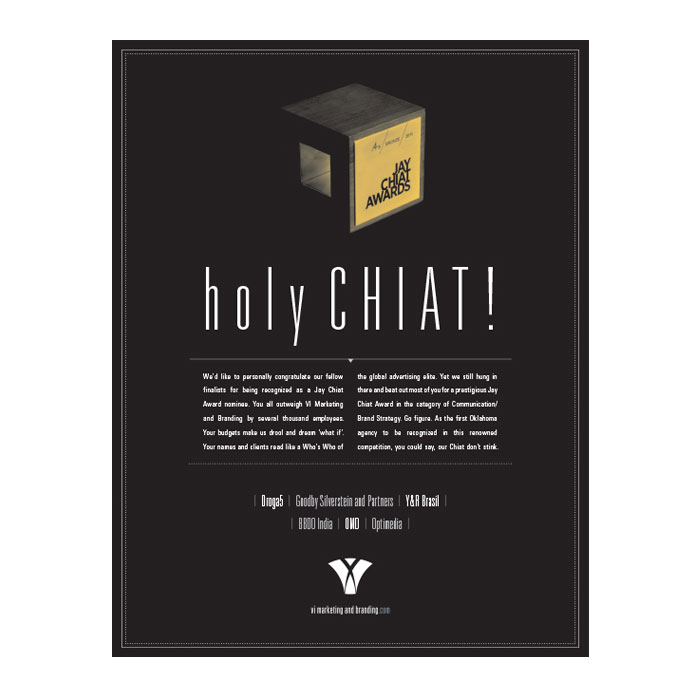 JAY
CHIAT
AWARDS
holy CHIAT!
We'd like to personally congratulate our fellow
finalists for being recognized as a Jay Chiat
Award nominee. You all outweigh VI Marketing
and Branding by several thousand employees.
Your budgets make us drool and dream 'what if'.
Your names and clients read like a Who's Who of
the global advertising elite. Yet we still hung in
there and beat out most of you for a prestigious Jay
Chiat Award in the category of Communication/
Brand Strategy. Go figure. As the first Oklahoma
agency to be recognized in this renowned
competition, you could say, our Chiat don't stink.
| Droga5 | Goodby Silverstein and Partners | Y&R Brasil |
| BBDO India | OMD | Optimedia |
vi marketing and branding.com